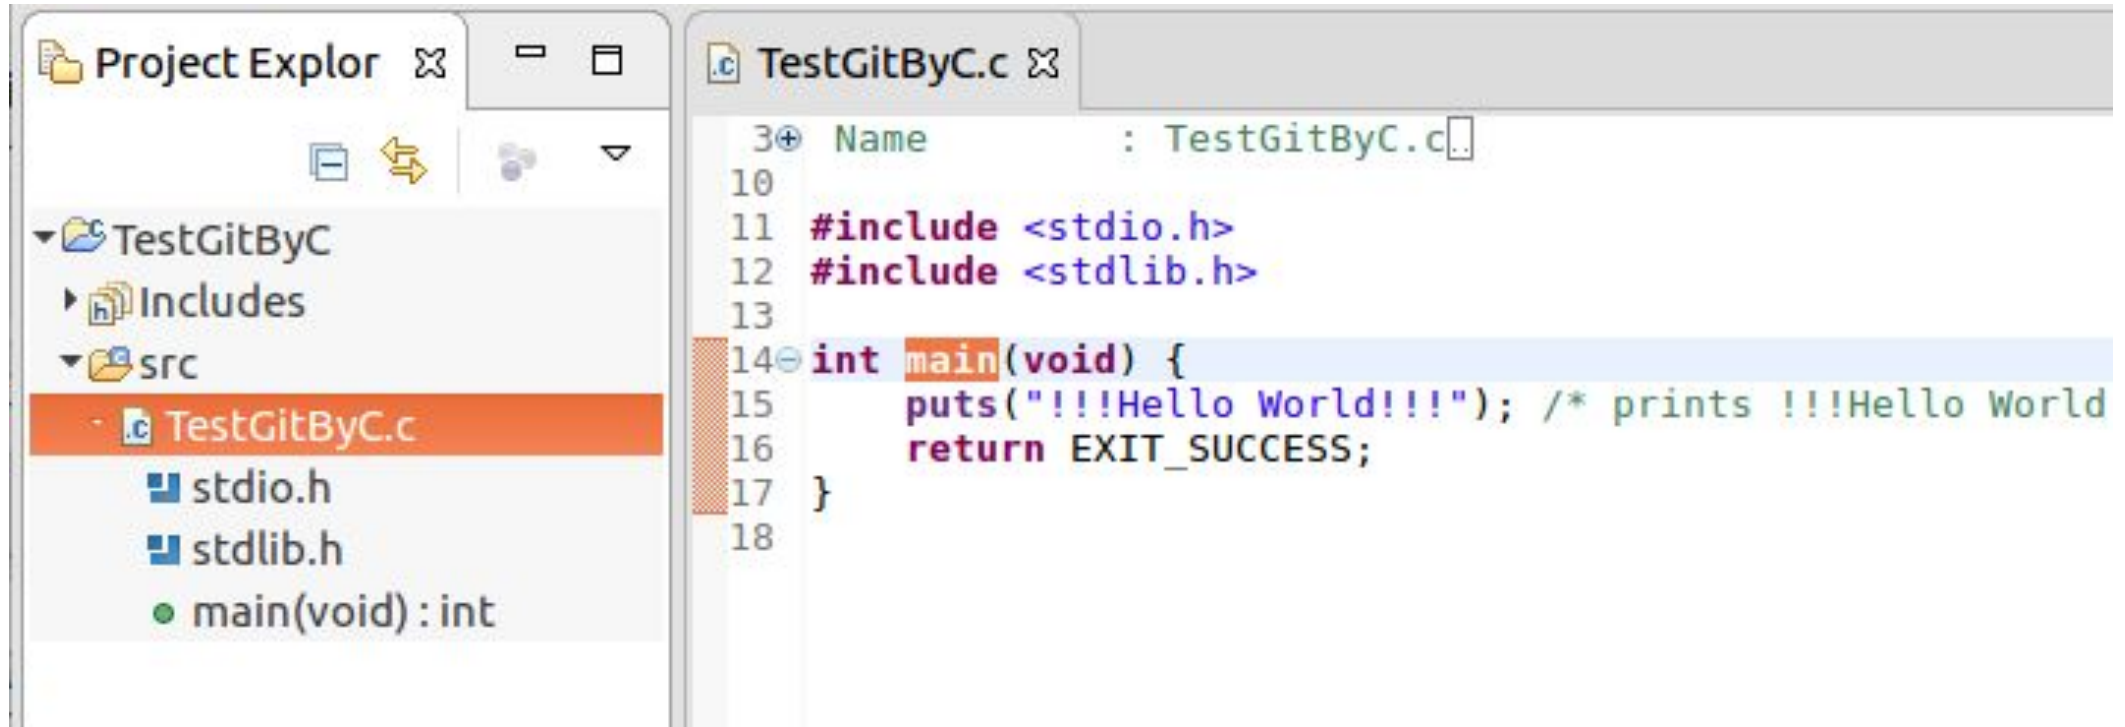 Project Explor
TestGitByC
Includes
src
TestGitByC.c
stdio.h
stdlib.h
main(void) : int
TestGitByC.c
3 Name : TestGitByC.c
10
11 #include <stdio.h>
12 #include <stdlib.h>
13
14 int main(void) {
15 puts("!!!Hello World!!!"); /* prints !!!Hello World
16 return EXIT_SUCCESS;
17 }
18